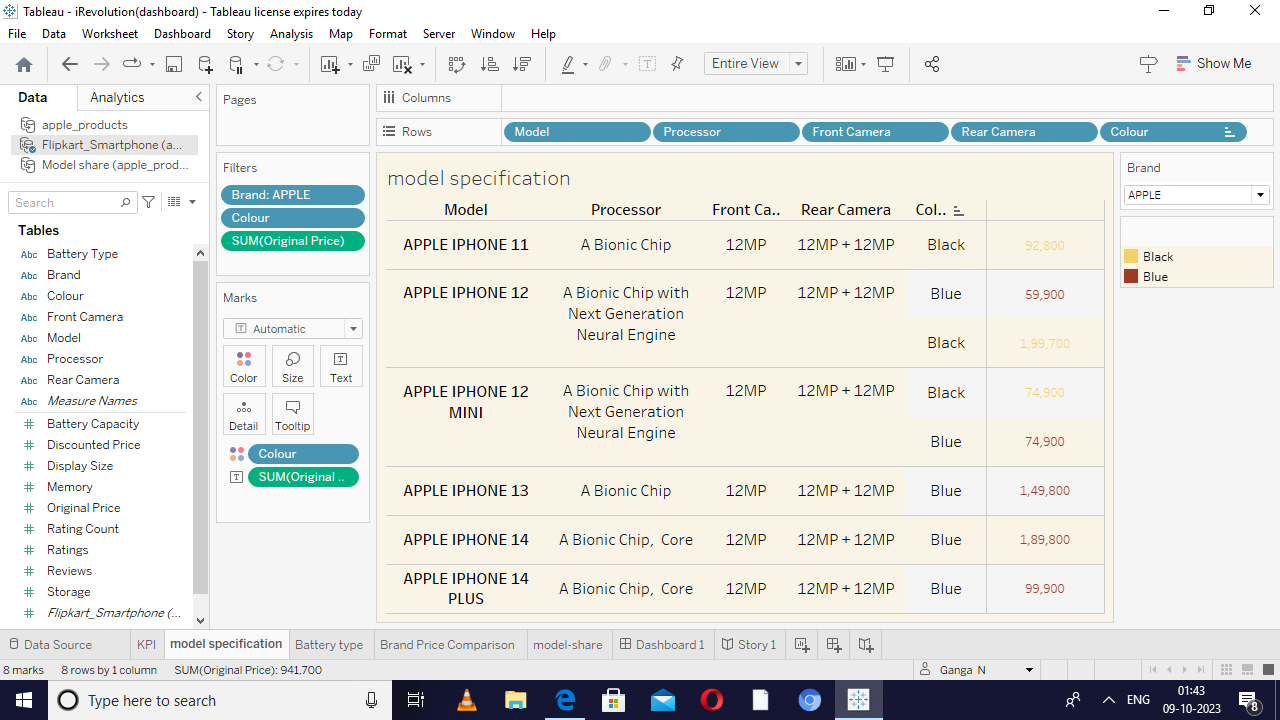 Tableau - iRevolution(dashboard) - Tableau license expires today
File Data Worksheet Dashboard Story Analysis Map Format Server Window Help
Entire View
Show Me
Data Analytics
apple_products
Flipkart_Smartphone (a...
Model share (apple_prod...
Search
Tables
Abc Battery Type
Abc Brand
Abc Colour
Abc Front Camera
Abc Model
Abc Processor
Abc Rear Camera
Abc Measure Names
# Battery Capacity
# Discounted Price
# Display Size
# Memory
# Original Price
# Rating Count
# Ratings
# Reviews
# Storage
# Flipkart_Smartphone (...
Pages
Filters
Brand: APPLE
Colour
SUM(Original Price)
Marks
T Automatic
Color Size T Text
Detail Tooltip
Colour
T SUM(Original ..
Columns
Rows Model Processor Front Camera Rear Camera Colour
model specification
Model Processor Front Ca.. Rear Camera Col..
APPLE IPHONE 11 A Bionic Chip 12MP 12MP + 12MP Black 92,800
APPLE IPHONE 12 A Bionic Chip with 12MP 12MP + 12MP Blue 59,900
Next Generation
Neural Engine Black 1,99,700
APPLE IPHONE 12 A Bionic Chip with 12MP 12MP + 12MP Black 74,900
MINI Next Generation
Neural Engine Blue 74,900
APPLE IPHONE 13 A Bionic Chip 12MP 12MP + 12MP Blue 1,49,800
APPLE IPHONE 14 A Bionic Chip, Core 12MP 12MP + 12MP Blue 1,89,800
APPLE IPHONE 14 A Bionic Chip, Core 12MP 12MP + 12MP Blue 99,900
PLUS
Brand
APPLE
Black
Blue
Data Source KPI model specification Battery type Brand Price Comparison model-share Dashboard 1 Story 1
8 marks 8 rows by 1 column SUM(Original Price): 941,700 Ganga N
Type here to search
ENG
01:43
09-10-2023
8